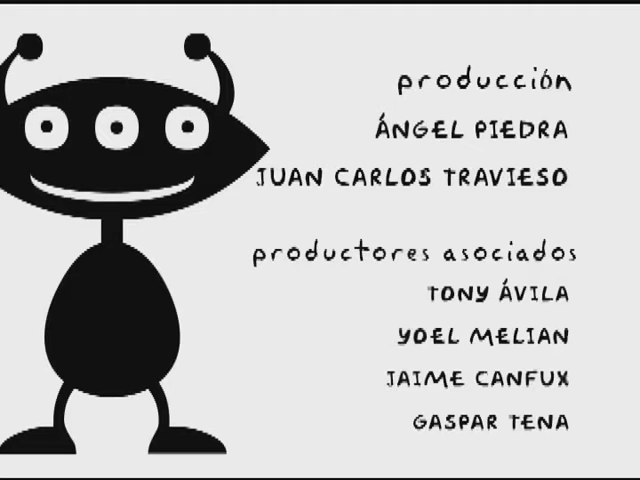 producción
ÁNGEL PIEDRA
JUAN CARLOS TRAVIESO
productores asociados
TONY ÁVILA
YOEL MELIAN
JAIME CANFUX
GASPAR TENA